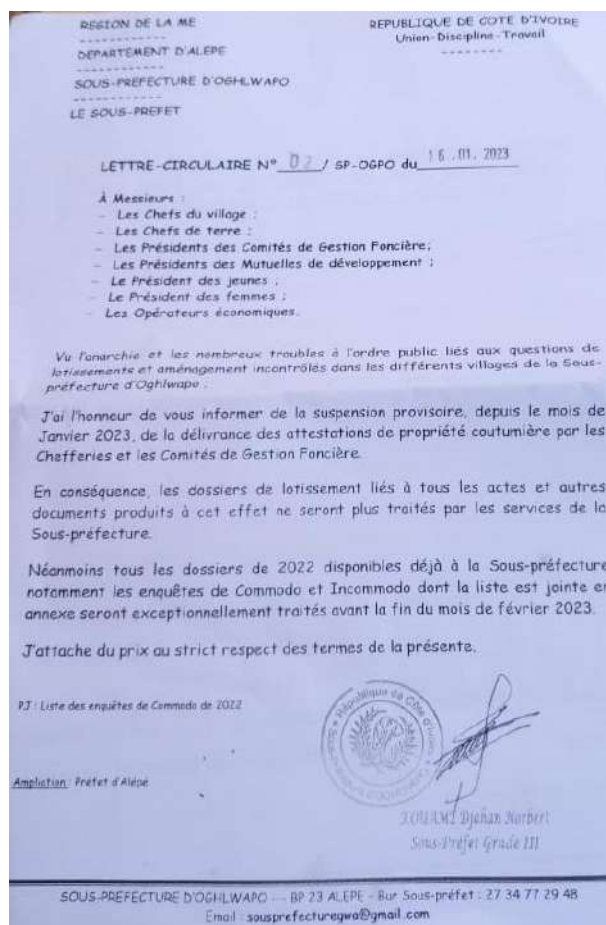 REGION DE LA ME
------------
DEPARTEMENT D'ALEPE
------------
SOUS-PREFECTURE D'OGHLWAPO
------------
LE SOUS-PREFET
REPUBLIQUE DE COTE D'IVOIRE
Union-Discipline-Travail
--------
LETTRE-CIRCULAIRE N° 02 / SP-OGPO du 16.01.2023
À Messieurs :
- Les Chefs du village ;
- Les Chefs de terre ;
- Les Présidents des Comités de Gestion Foncière;
- Les Présidents des Mutuelles de développement ;
- Le Président des jeunes ;
- Le Président des femmes ;
- Les Opérateurs économiques.
Vu l'anarchie et les nombreux troubles à l'ordre public liés aux questions de
lotissements et aménagement incontrôlés dans les différents villages de la Sous-
préfecture d'Oghlwapo .
J'ai l'honneur de vous informer de la suspension provisoire, depuis le mois de
Janvier 2023, de la délivrance des attestations de propriété coutumière par les
Chefferies et les Comités de Gestion Foncière.
En conséquence, les dossiers de lotissement liés à tous les actes et autres
documents produits à cet effet ne seront plus traités par les services de la
Sous-préfecture.
Néanmoins tous les dossiers de 2022 disponibles déjà à la Sous-préfecture
notamment les enquêtes de Commodo et Incommodo dont la liste est jointe en
annexe seront exceptionnellement traités avant la fin du mois de février 2023.
J'attache du prix au strict respect des termes de la présente.
PJ : Liste des enquêtes de Commodo de 2022
République de Côte d'Ivoire
Ampliation : Préfet d'Alépé
Djahan Norbert
Sous-Préfet Grade III
SOUS-PREFECTURE D'OGHLWAPO --- BP 23 ALEPE - Bur Sous-préfet : 27 34 77 29 48
Email : sousprefecturegwa@gmail.com